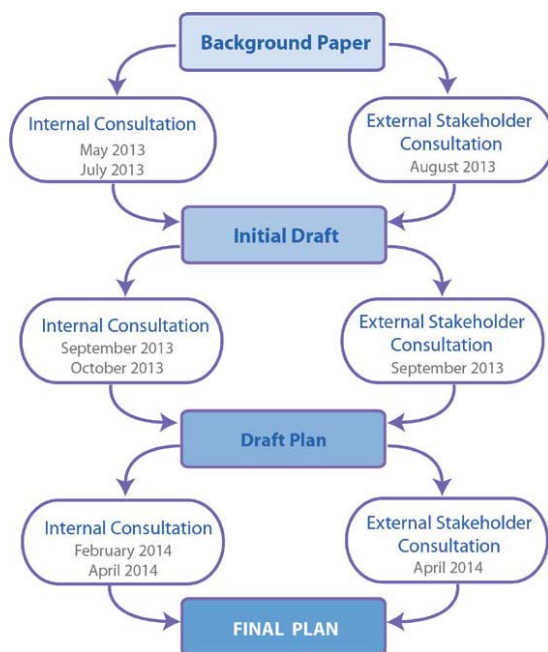 Background Paper
Internal Consultation
May 2013
July 2013
External Stakeholder
Consultation
August 2013
Initial Draft
Internal Consultation
September 2013
October 2013
External Stakeholder
Consultation
September 2013
Draft Plan
Internal Consultation
February 2014
April 2014
External Stakeholder
Consultation
April 2014
FINAL PLAN